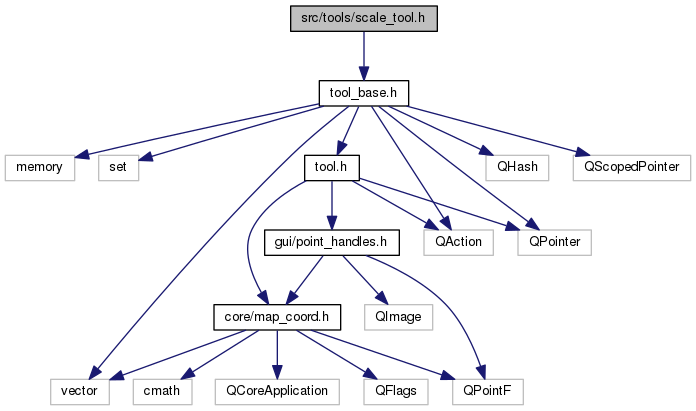 src/tools/scale_tool.h
tool_base.h
memory
set
tool.h
QHash
QScopedPointer
gui/point_handles.h
QAction
QPointer
core/map_coord.h
QImage
vector
cmath
QCoreApplication
QFlags
QPointF